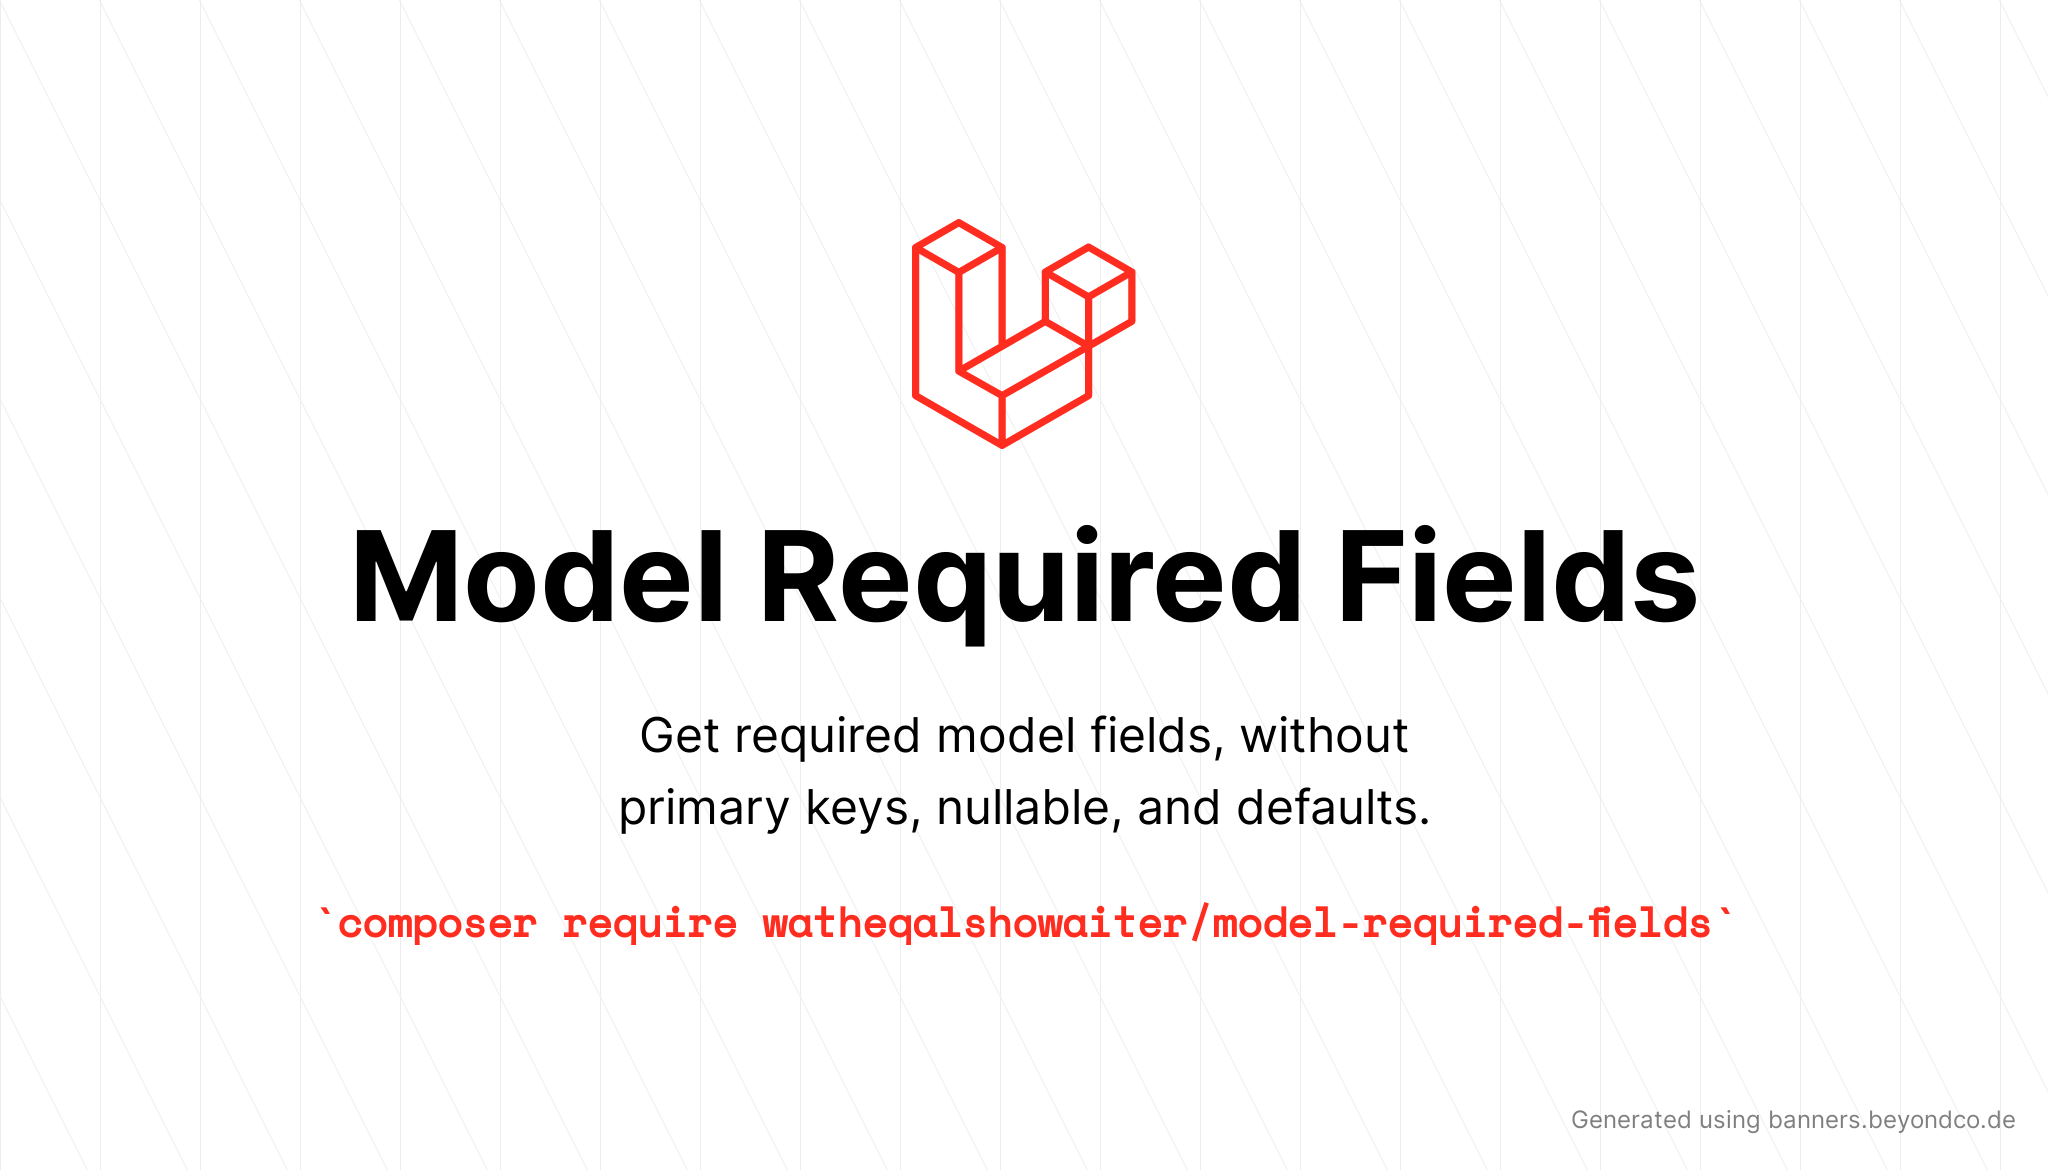 Model Required Fields
Get required model fields, without
primary keys, nullable, and defaults.
`composer require watheqalshowaiter/model-required-fields`
Generated using banners.beyondco.de